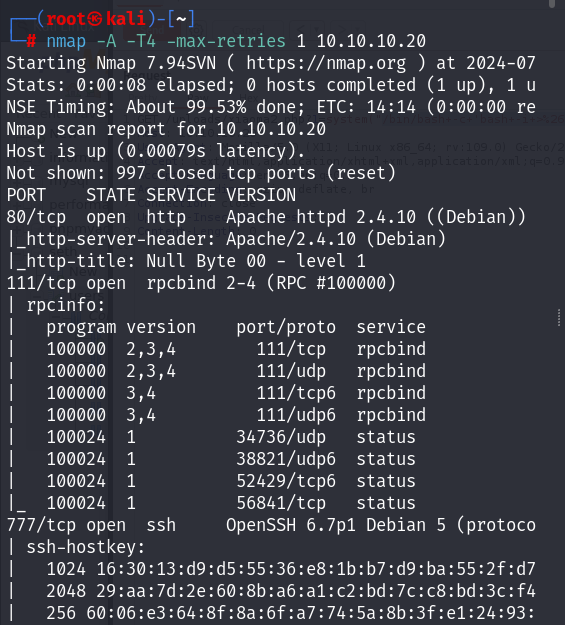 ┌──(root㉿kali)-[~]
└─# nmap -A -T4 -max-retries 1 10.10.10.20
Starting Nmap 7.94SVN ( https://nmap.org ) at 2024-07
Stats: 0:00:08 elapsed; 0 hosts completed (1 up), 1 u
NSE Timing: About 99.53% done; ETC: 14:14 (0:00:00 re
Nmap scan report for 10.10.10.20
Host is up (0.00079s latency).
Not shown: 997 closed tcp ports (reset)
PORT    STATE SERVICE VERSION
80/tcp  open  http    Apache httpd 2.4.10 ((Debian))
|_http-server-header: Apache/2.4.10 (Debian)
|_http-title: Null Byte 00 - level 1
111/tcp open  rpcbind 2-4 (RPC #100000)
| rpcinfo:
|   program version    port/proto  service
|   100000  2,3,4        111/tcp   rpcbind
|   100000  2,3,4        111/udp   rpcbind
|   100000  3,4          111/tcp6  rpcbind
|   100000  3,4          111/udp6  rpcbind
|   100024  1          34736/udp   status
|   100024  1          38821/udp6  status
|   100024  1          52429/tcp6  status
|_  100024  1          56841/tcp   status
777/tcp open  ssh     OpenSSH 6.7p1 Debian 5 (protoco
| ssh-hostkey:
|   1024 16:30:13:d9:d5:55:36:e8:1b:b7:d9:ba:55:2f:d7
|   2048 29:aa:7d:2e:60:8b:a6:a1:c2:bd:7c:c8:bd:3c:f4
|   256 60:06:e3:64:8f:8a:6f:a7:74:5a:8b:3f:e1:24:93: